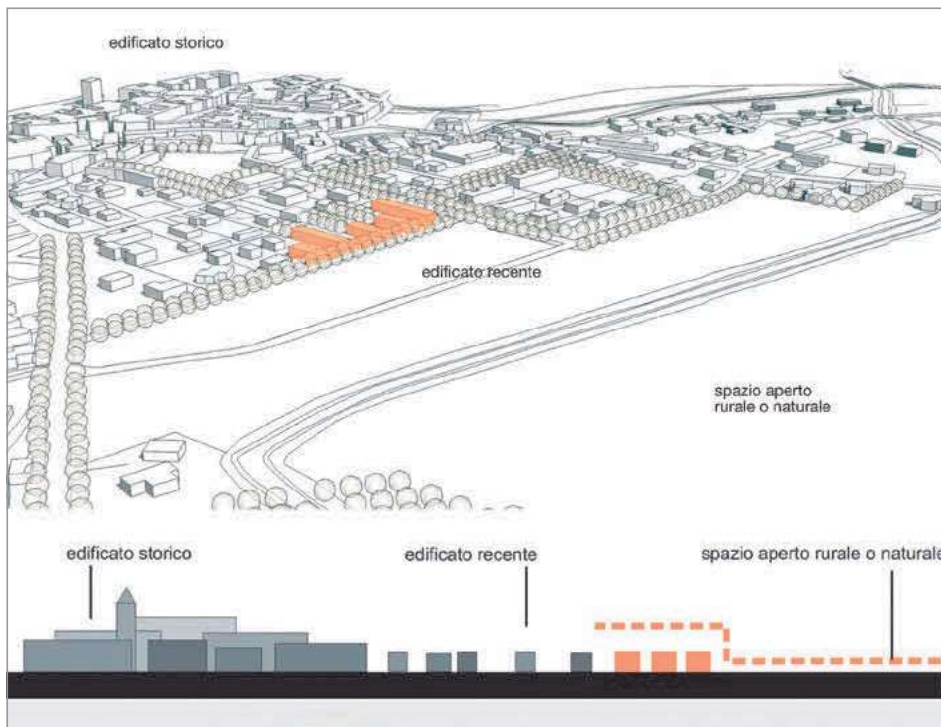 edificato storico
edificato recente
spazio aperto
rurale o naturale
edificato storico
edificato recente
spazio aperto rurale o naturale